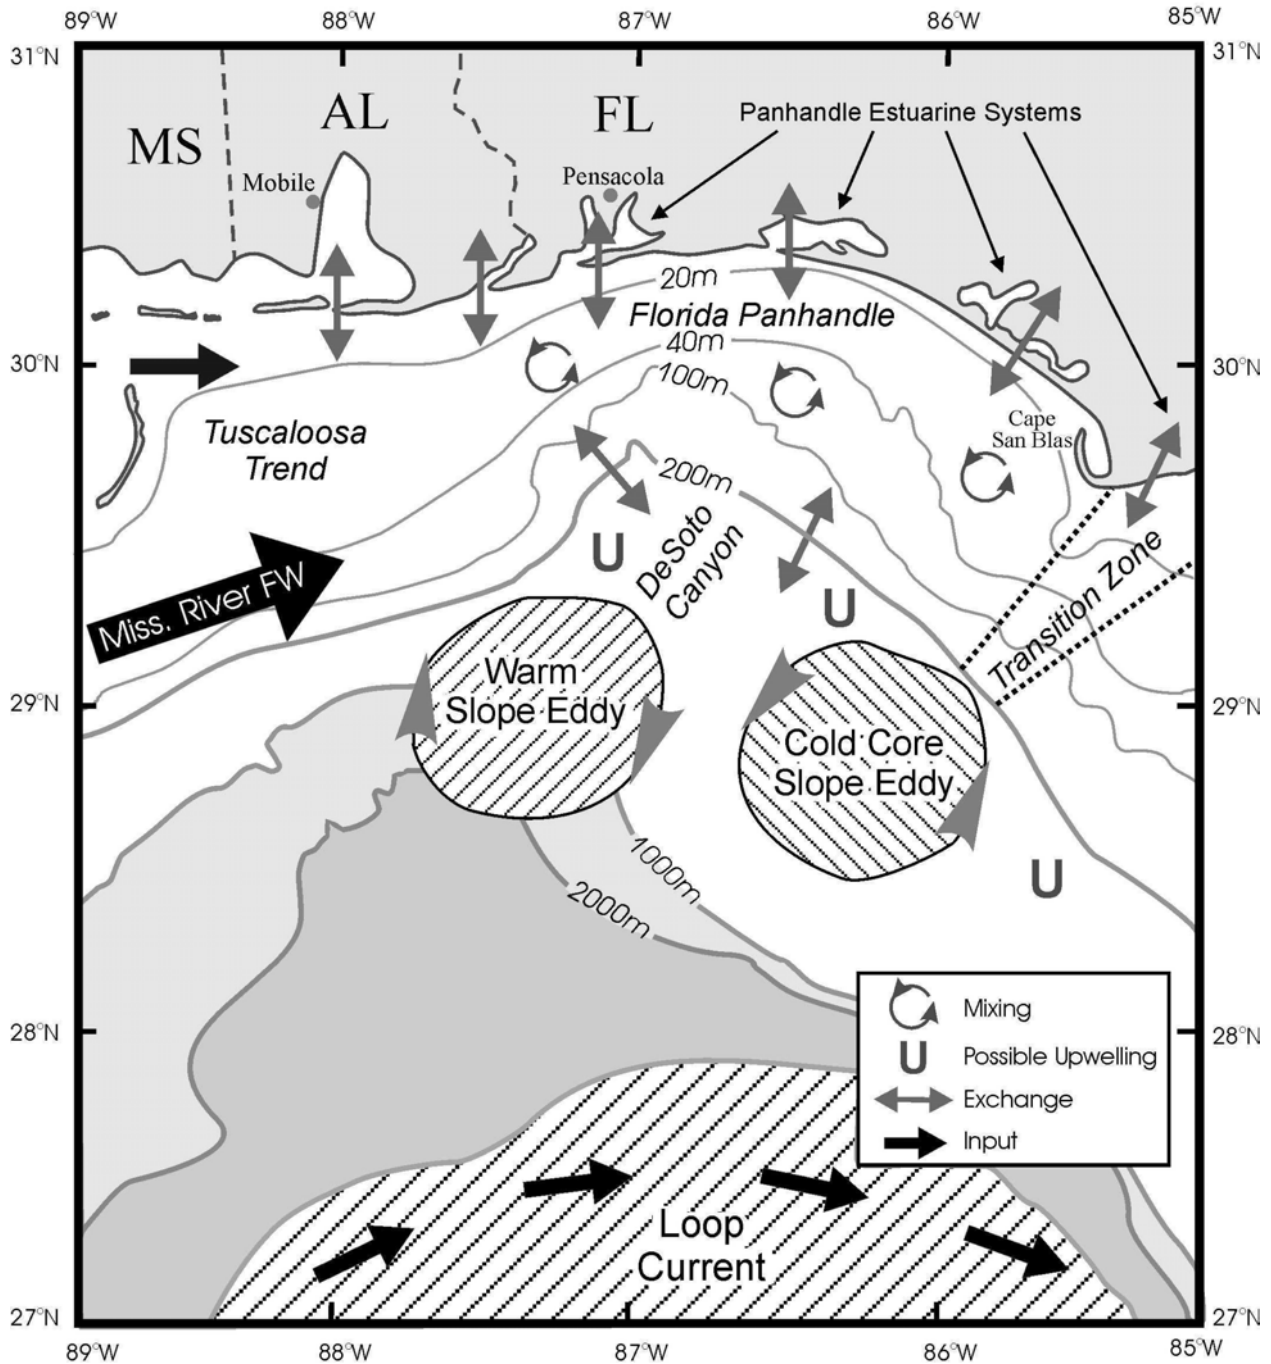 89°W 88°W 87°W 86°W 85°W
31°N 31°N
Panhandle Estuarine Systems
MS AL FL
Mobile
Pensacola
20m
Florida Panhandle
40m
100m
30°N 30°N
Tuscaloosa
Trend
Cape
San Blas
200m
DeSoto
Canyon
U
U
Miss. River FW
Transition Zone
Warm
Slope Eddy
29°N 29°N
Cold Core
Slope Eddy
U
1000m
2000m
28°N 28°N
Mixing
U Possible Upwelling
Exchange
Input
Loop
Current
27°N 27°N
89°W 88°W 87°W 86°W 85°W